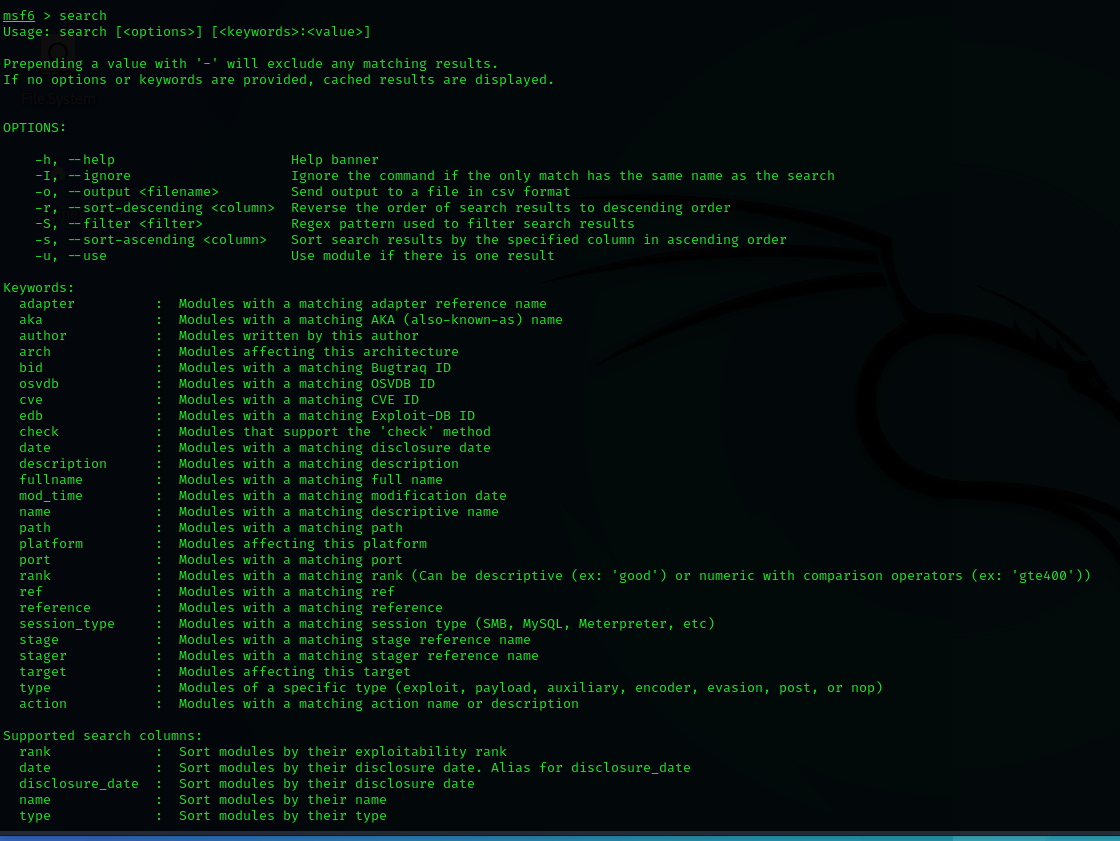 msf6 > search
Usage: search [<options>] [<keywords>:<value>]
Prepending a value with '-' will exclude any matching results.
If no options or keywords are provided, cached results are displayed.
File System
OPTIONS:
-h, --help Help banner
-I, --ignore Ignore the command if the only match has the same name as the search
-o, --output <filename> Send output to a file in csv format
-r, --sort-descending <column> Reverse the order of search results to descending order
-S, --filter <filter> Regex pattern used to filter search results
-s, --sort-ascending <column> Sort search results by the specified column in ascending order
-u, --use Use module if there is one result
Keywords:
adapter : Modules with a matching adapter reference name
aka : Modules with a matching AKA (also-known-as) name
author : Modules written by this author
arch : Modules affecting this architecture
bid : Modules with a matching Bugtraq ID
osvdb : Modules with a matching OSVDB ID
cve : Modules with a matching CVE ID
edb : Modules with a matching Exploit-DB ID
check : Modules that support the 'check' method
date : Modules with a matching disclosure date
description : Modules with a matching description
fullname : Modules with a matching full name
mod_time : Modules with a matching modification date
name : Modules with a matching descriptive name
path : Modules with a matching path
platform : Modules affecting this platform
port : Modules with a matching port
rank : Modules with a matching rank (Can be descriptive (ex: 'good') or numeric with comparison operators (ex: 'gte400'))
ref : Modules with a matching ref
reference : Modules with a matching reference
session_type : Modules with a matching session type (SMB, MySQL, Meterpreter, etc)
stage : Modules with a matching stage reference name
stager : Modules with a matching stager reference name
target : Modules affecting this target
type : Modules of a specific type (exploit, payload, auxiliary, encoder, evasion, post, or nop)
action : Modules with a matching action name or description
Supported search columns:
rank : Sort modules by their exploitability rank
date : Sort modules by their disclosure date. Alias for disclosure_date
disclosure_date : Sort modules by their disclosure date
name : Sort modules by their name
type : Sort modules by their type